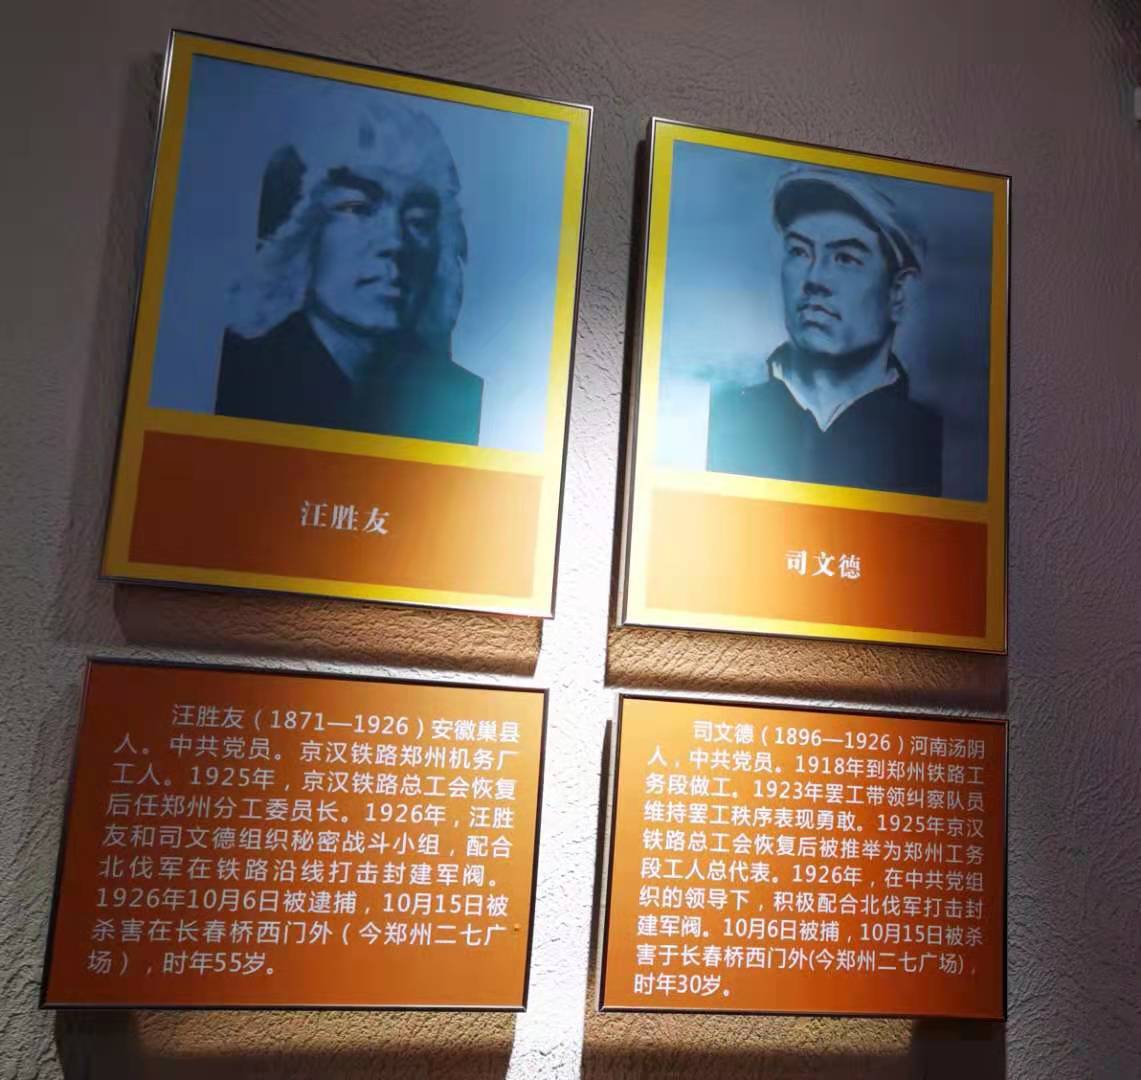 汪胜友
司文德
汪胜友（1871—1926）安徽巢县
人。中共党员。京汉铁路郑州机务厂
工人。1925年，京汉铁路总工会恢复
后任郑州分工委员长。1926年，汪胜
友和司文德组织秘密战斗小组，配合
北伐军在铁路沿线打击封建军阀。
1926年10月6日被逮捕，10月15日被
杀害在长春桥西门外（今郑州二七广
场），时年55岁。
司文德（1896—1926）河南汤阴
人，中共党员。1918年到郑州铁路工
务段做工。1923年罢工带领纠察队员
维持罢工秩序表现勇敢。1925年京汉
铁路总工会恢复后被推举为郑州工务
段工人总代表。1926年，在中共党组
织的领导下，积极配合北伐军打击封
建军阀。10月6日被捕，10月15日被杀
害于长春桥西门外(今郑州二七广场)，
时年30岁。